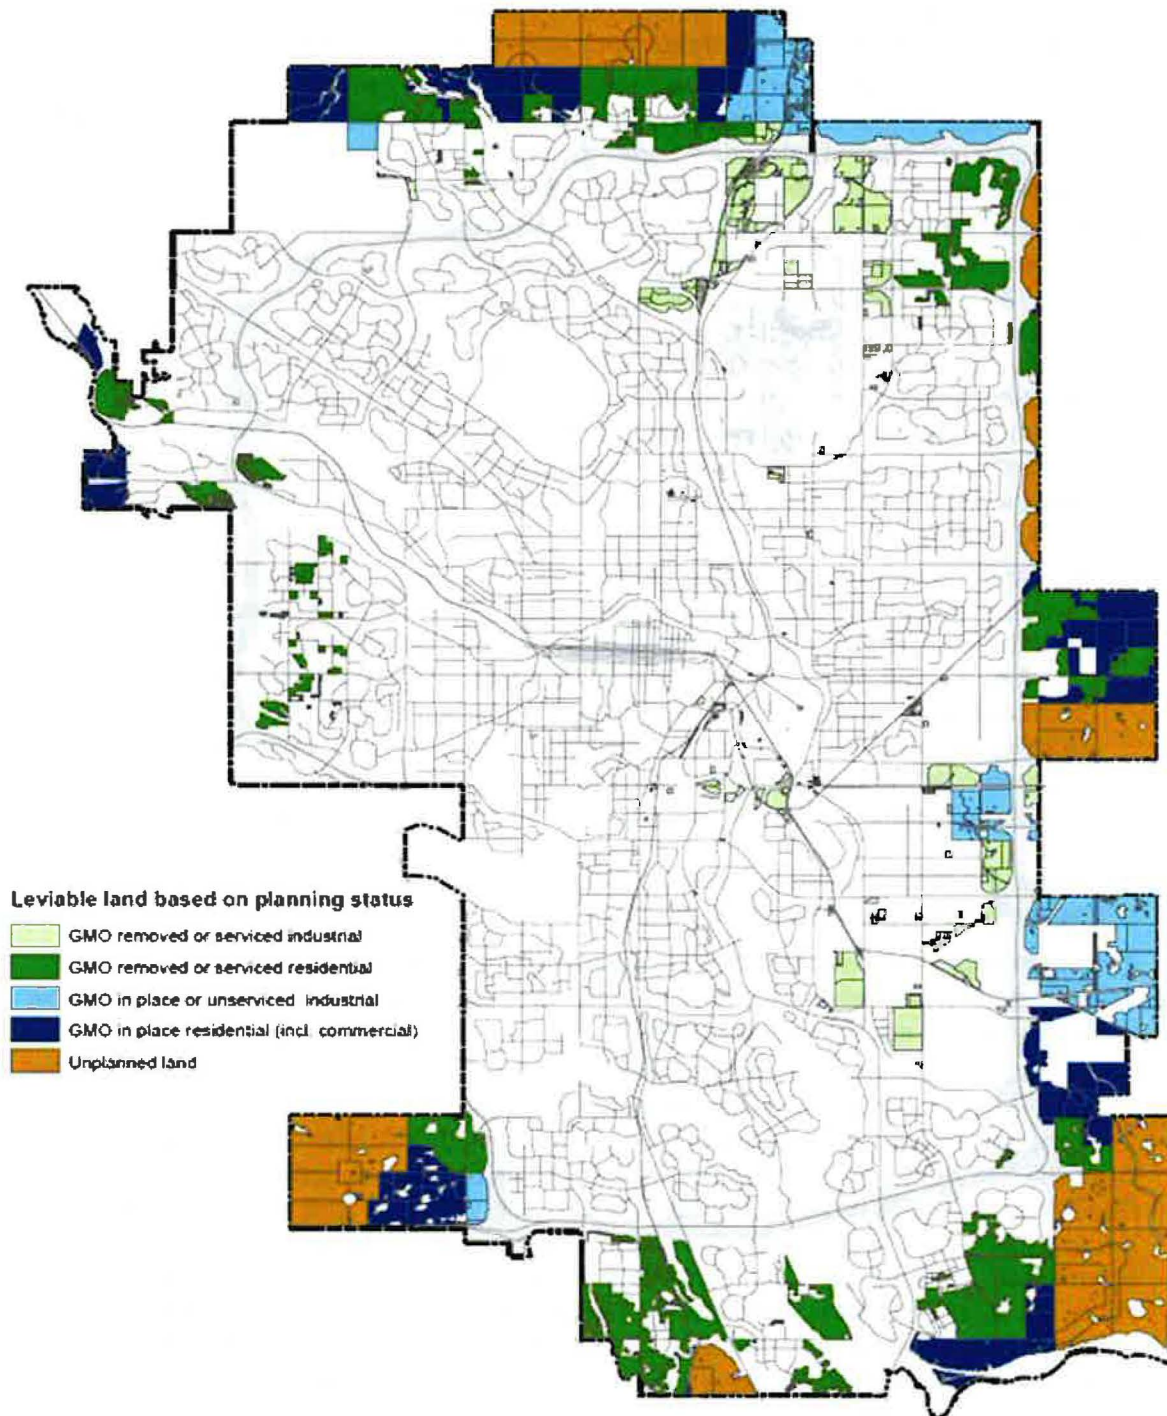 Leviable land based on planning status
GMO removed or serviced industrial
GMO removed or serviced residential
GMO in place or unserviced industrial
GMO in place residential (incl. commercial)
Unplanned land